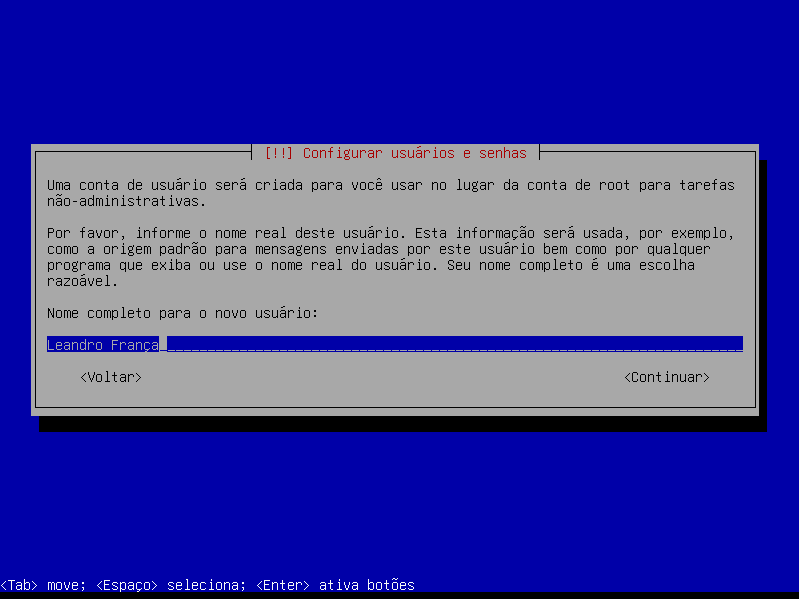 [!!] Configurar usuários e senhas
Uma conta de usuário será criada para você usar no lugar da conta de root para tarefas
não-administrativas.
Por favor, informe o nome real deste usuário. Esta informação será usada, por exemplo,
como a origem padrão para mensagens enviadas por este usuário bem como por qualquer
programa que exiba ou use o nome real do usuário. Seu nome completo é uma escolha
razoável.
Nome completo para o novo usuário:
Leandro França
<Voltar> <Continuar>
<Tab> move; <Espaço> seleciona; <Enter> ativa botões